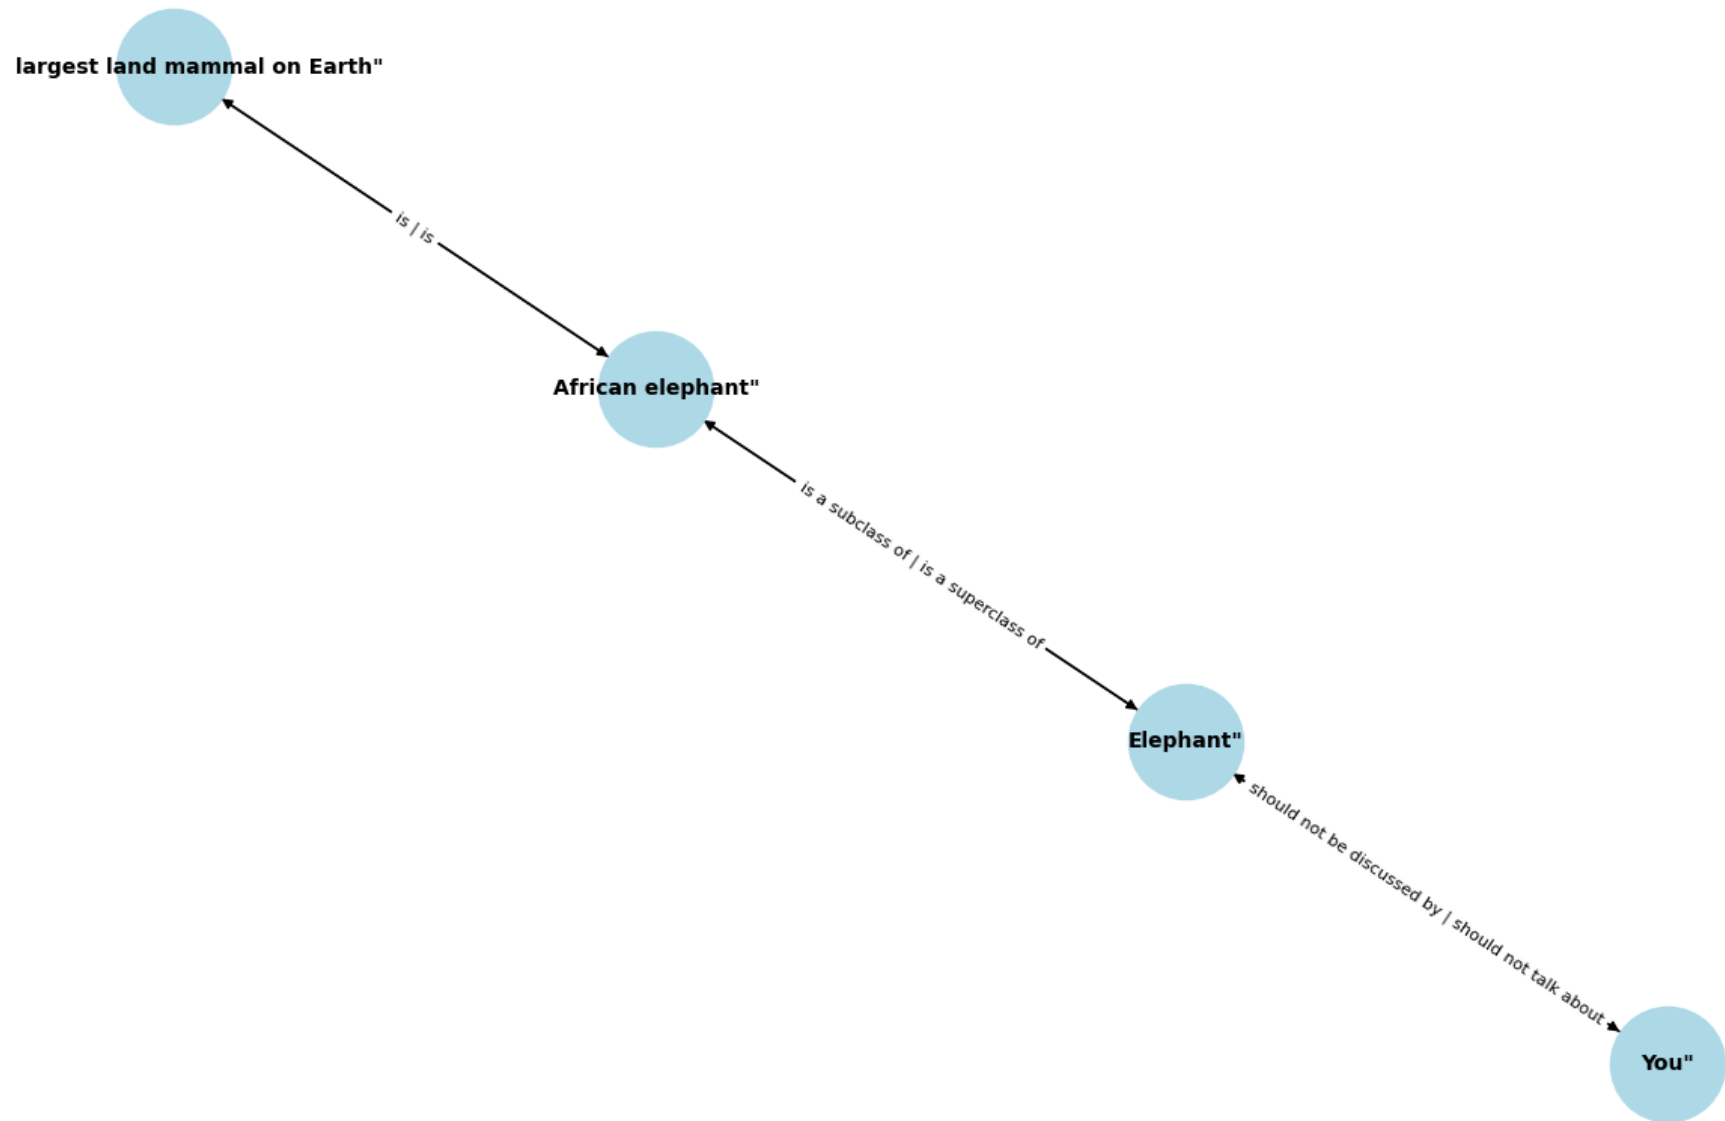 largest land mammal on Earth"
is | is
African elephant"
is a subclass of | is a superclass of
Elephant"
should not be discussed by | should not talk about
You"